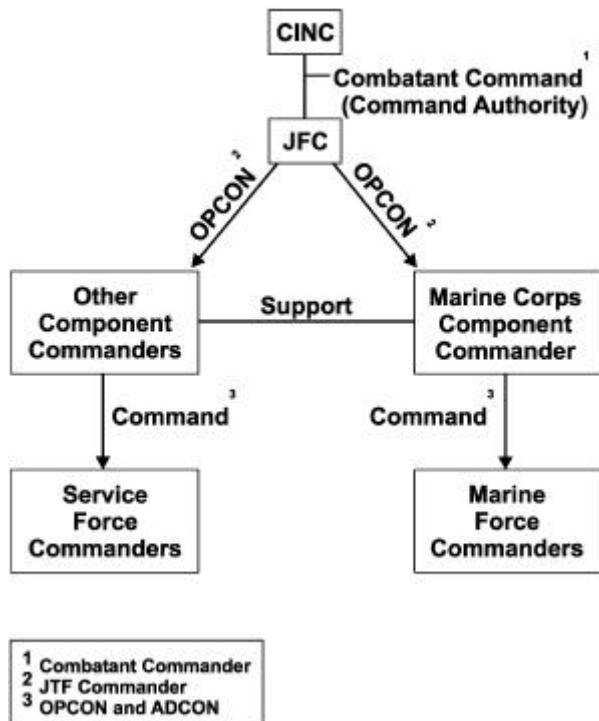 CINC
Combatant Command 1
(Command Authority)
JFC
OPCON 2
OPCON 2
Other
Component
Commanders
Support
Marine Corps
Component
Commander
Command 3
Command 3
Service
Force
Commanders
Marine
Force
Commanders
1 Combatant Commander
2 JTF Commander
3 OPCON and ADCON